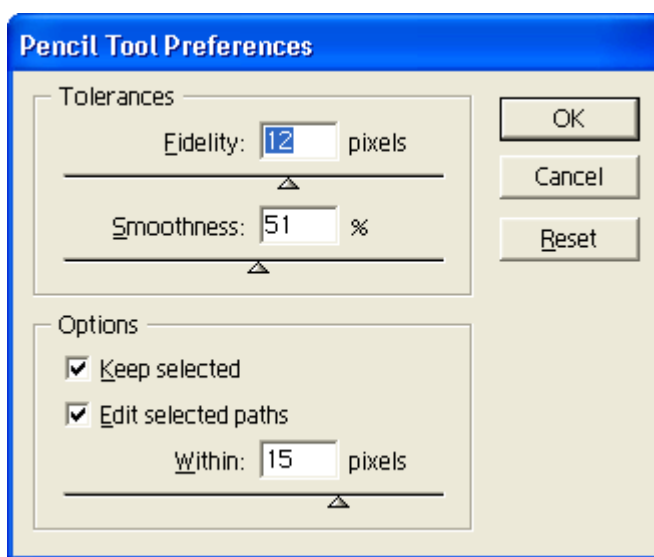 Pencil Tool Preferences
Tolerances
Fidelity: 12 pixels
Smoothness: 51 %
OK
Cancel
Reset
Options
Keep selected
Edit selected paths
Within: 15 pixels